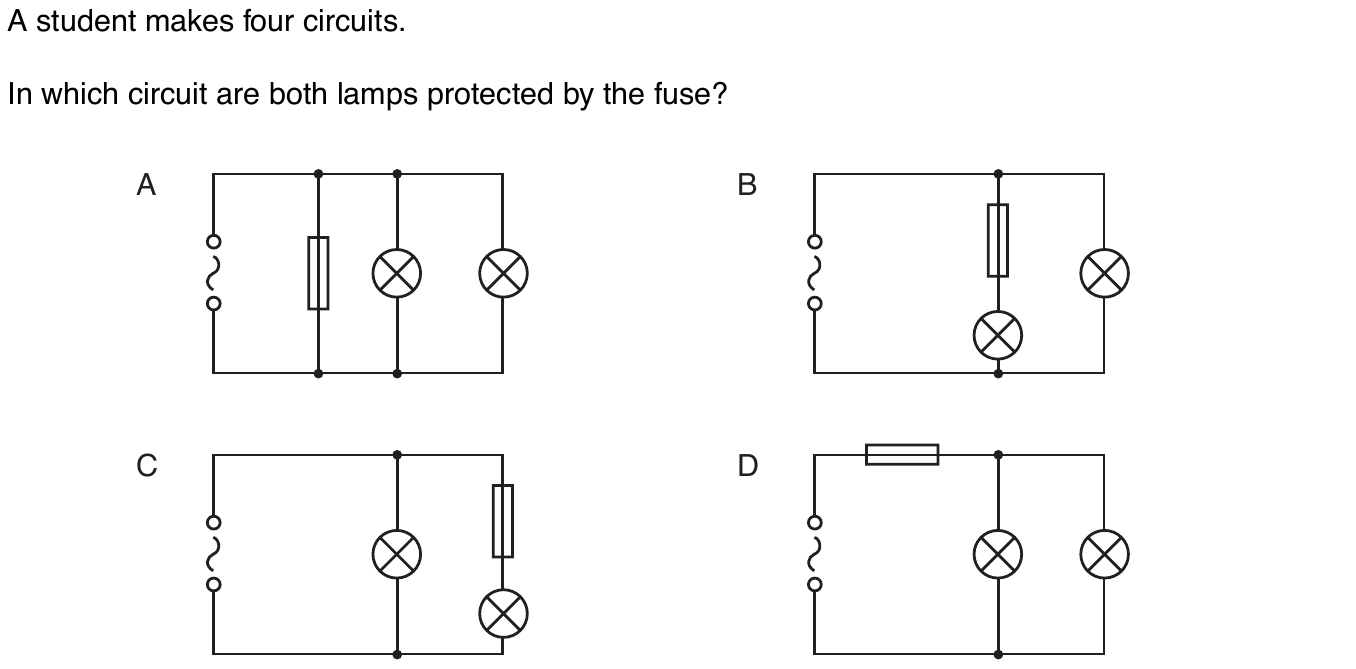 A student makes four circuits.
In which circuit are both lamps protected by the fuse?
A
B
C
D